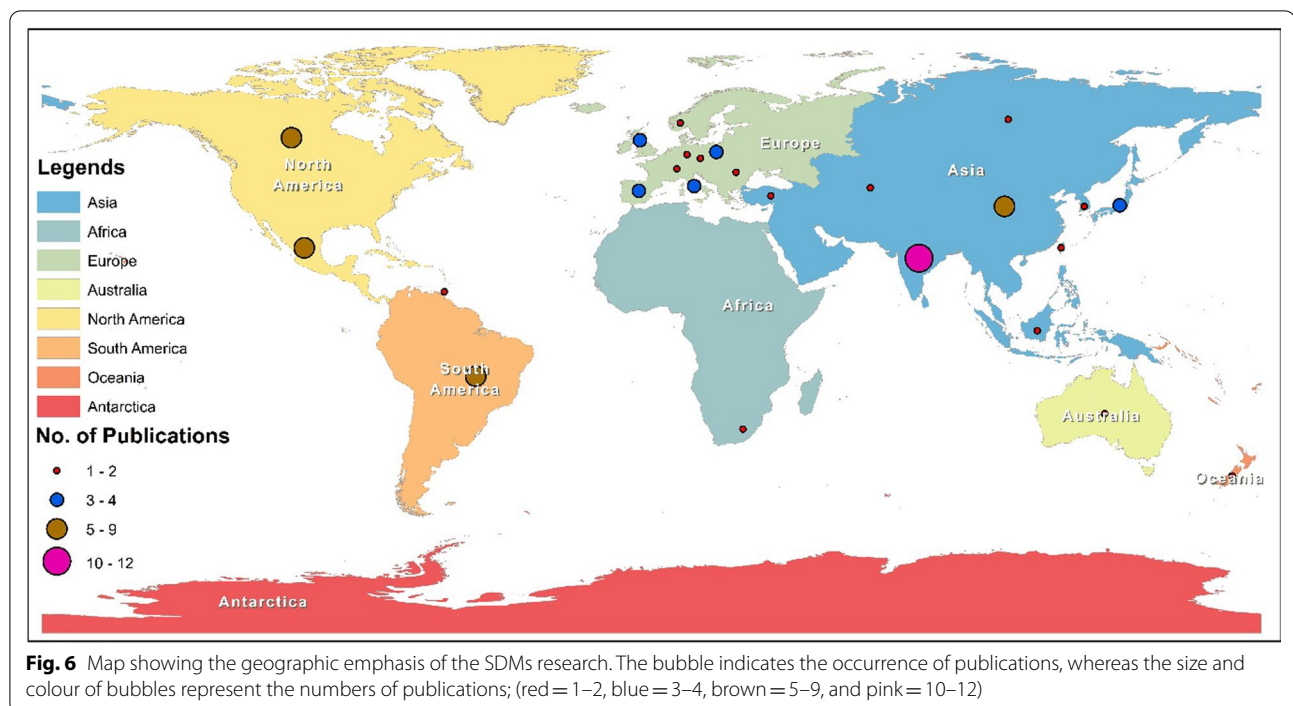 North
America
Europe
Asia
Africa
South
America
Australia
Oceania
Antarctica
Legends
Asia
Africa
Europe
Australia
North America
South America
Oceania
Antarctica
No. of Publications
1 - 2
3 - 4
5 - 9
10 - 12
Fig. 6 Map showing the geographic emphasis of the SDMs research. The bubble indicates the occurrence of publications, whereas the size and
colour of bubbles represent the numbers of publications; (red = 1–2, blue = 3–4, brown = 5–9, and pink = 10–12)